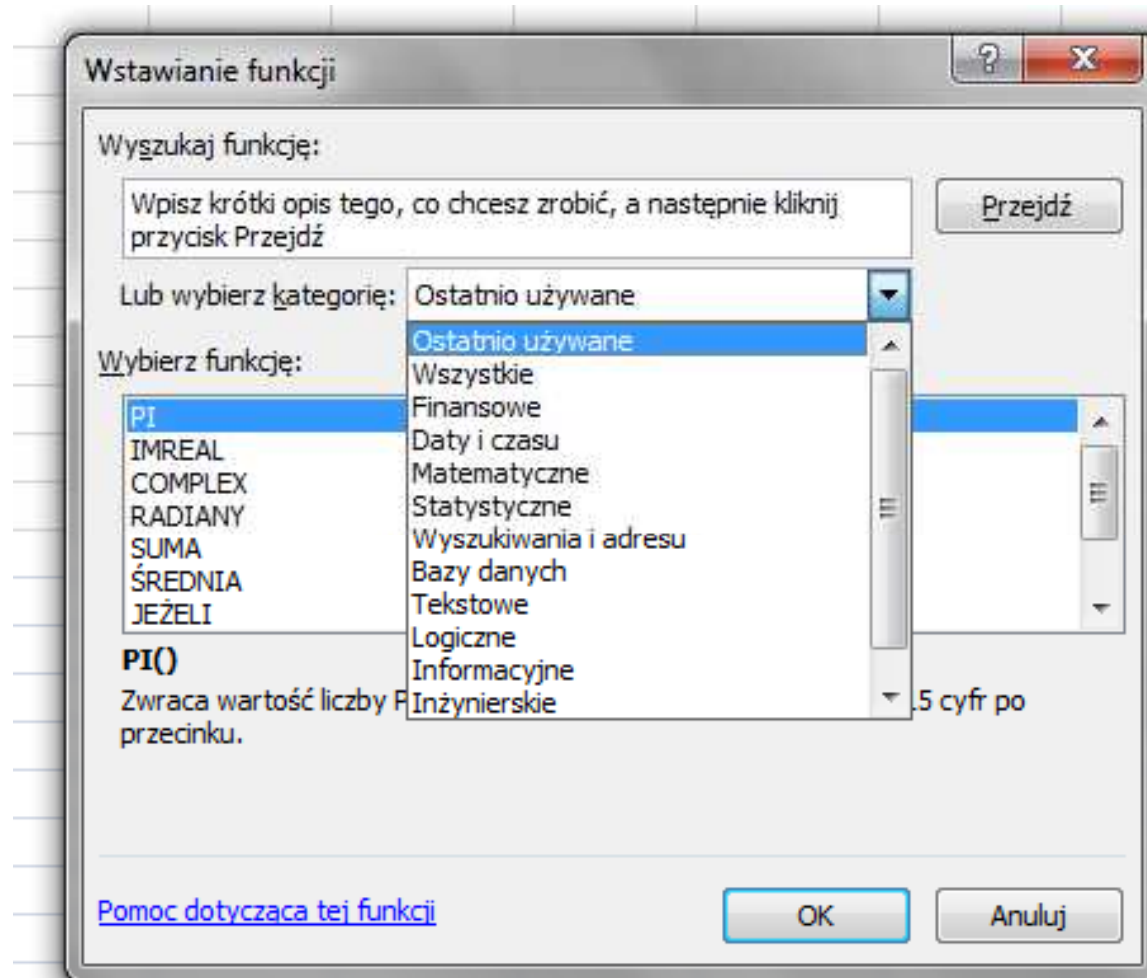 Wstawianie funkcji
Wyszukaj funkcję:
Wpisz krótki opis tego, co chcesz zrobić, a następnie kliknij
przycisk Przejdź
Przejdź
Lub wybierz kategorię: Ostatnio używane
Ostatnio używane
Wszystkie
Finansowe
Daty i czasu
Matematyczne
Statystyczne
Wyszukiwania i adresu
Bazy danych
Tekstowe
Logiczne
Informacyjne
Inżynierskie
Wybierz funkcję:
PI
IMREAL
COMPLEX
RADIANY
SUMA
ŚREDNIA
JEŻELI
PI()
Zwraca wartość liczby P 5 cyfr po
przecinku.
Pomoc dotycząca tej funkcji
OK
Anuluj